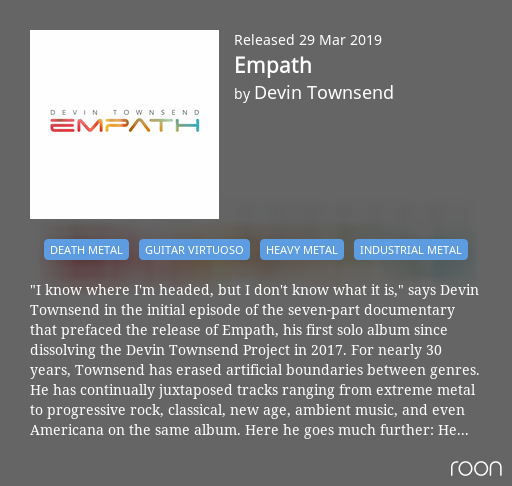 Released 29 Mar 2019
Empath
by Devin Townsend
DEVIN TOWNSEND
EMPATH
DEATH METAL
GUITAR VIRTUOSO
HEAVY METAL
INDUSTRIAL METAL
"I know where I'm headed, but I don't know what it is," says Devin
Townsend in the initial episode of the seven-part documentary
that prefaced the release of Empath, his first solo album since
dissolving the Devin Townsend Project in 2017. For nearly 30
years, Townsend has erased artificial boundaries between genres.
He has continually juxtaposed tracks ranging from extreme metal
to progressive rock, classical, new age, ambient music, and even
Americana on the same album. Here he goes much further: He...
roon